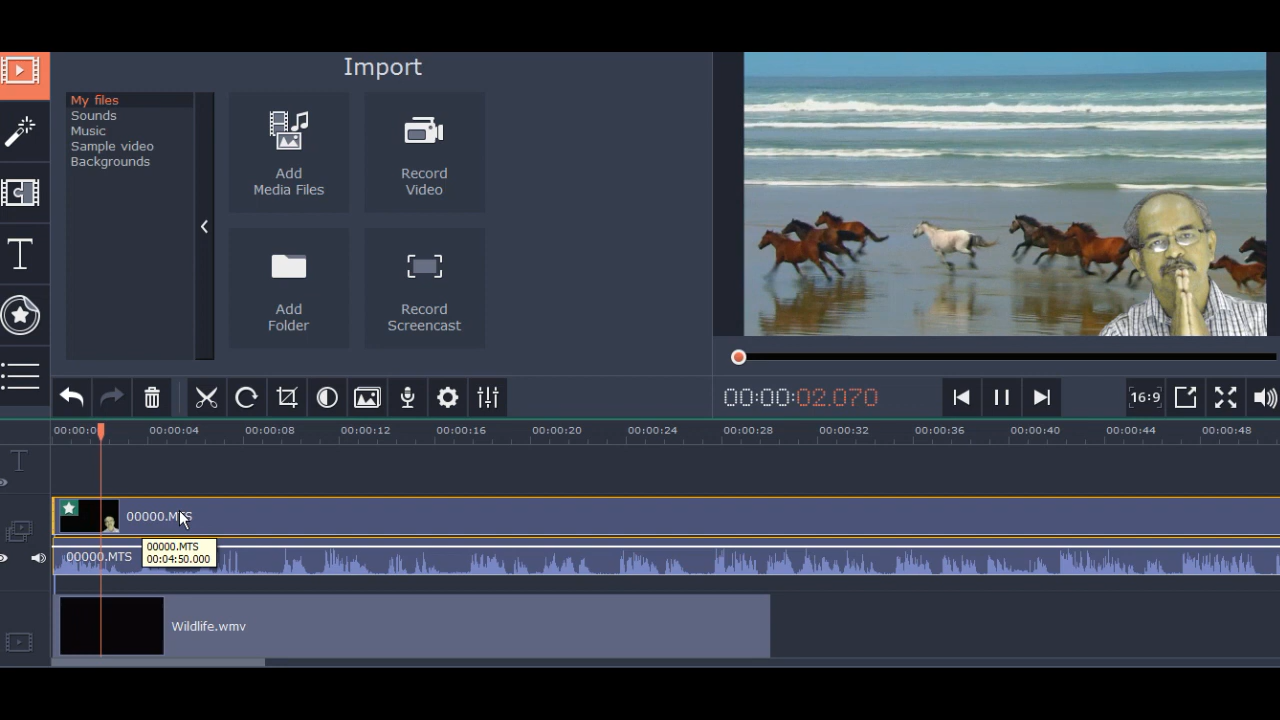 Import
My files
Sounds
Music
Sample video
Backgrounds
Add
Media Files
Record
Video
Add
Folder
Record
Screencast
00:00:02.070
16:9
00:00:0
00:00:04
00:00:08
00:00:12
00:00:16
00:00:20
00:00:24
00:00:28
00:00:32
00:00:36
00:00:40
00:00:44
00:00:48
T
00000.MTS
00000.MTS
00000.MTS
00:04:50.000
Wildlife.wmv